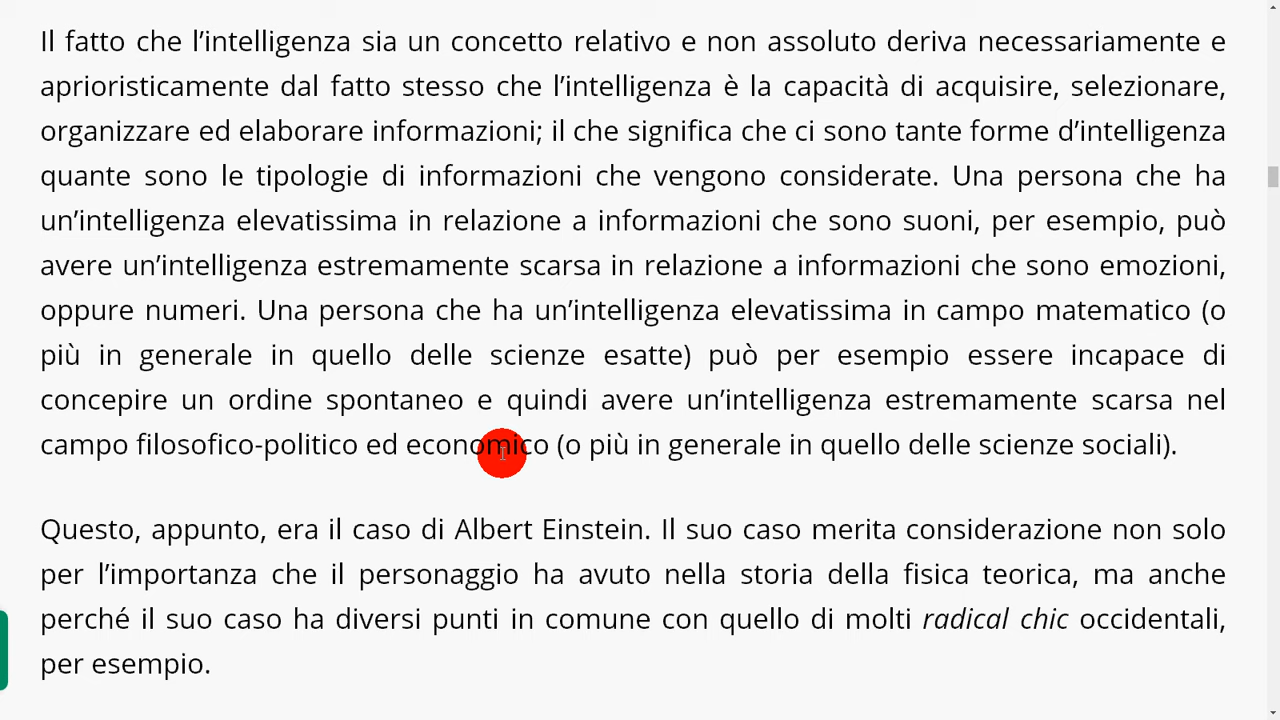 Il fatto che l’intelligenza sia un concetto relativo e non assoluto deriva necessariamente e
aprioristicamente dal fatto stesso che l’intelligenza è la capacità di acquisire, selezionare,
organizzare ed elaborare informazioni; il che significa che ci sono tante forme d’intelligenza
quante sono le tipologie di informazioni che vengono considerate. Una persona che ha
un’intelligenza elevatissima in relazione a informazioni che sono suoni, per esempio, può
avere un’intelligenza estremamente scarsa in relazione a informazioni che sono emozioni,
oppure numeri. Una persona che ha un’intelligenza elevatissima in campo matematico (o
più in generale in quello delle scienze esatte) può per esempio essere incapace di
concepire un ordine spontaneo e quindi avere un’intelligenza estremamente scarsa nel
campo filosofico-politico ed economico (o più in generale in quello delle scienze sociali).
Questo, appunto, era il caso di Albert Einstein. Il suo caso merita considerazione non solo
per l’importanza che il personaggio ha avuto nella storia della fisica teorica, ma anche
perché il suo caso ha diversi punti in comune con quello di molti radical chic occidentali,
per esempio.